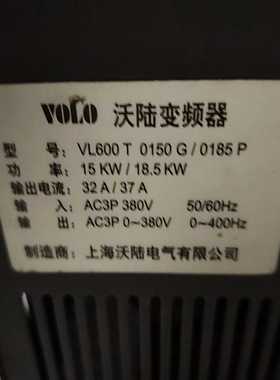 VOLO 沃陆变频器
型 号: VL600 T 0150 G / 0185 P
功 率: 15 KW / 18.5 KW
输出电流: 32 A / 37 A
输 入: AC3P 380V 50/60Hz
输 出: AC3P 0~380V 0~400Hz
制造商: 上海沃陆电气有限公司